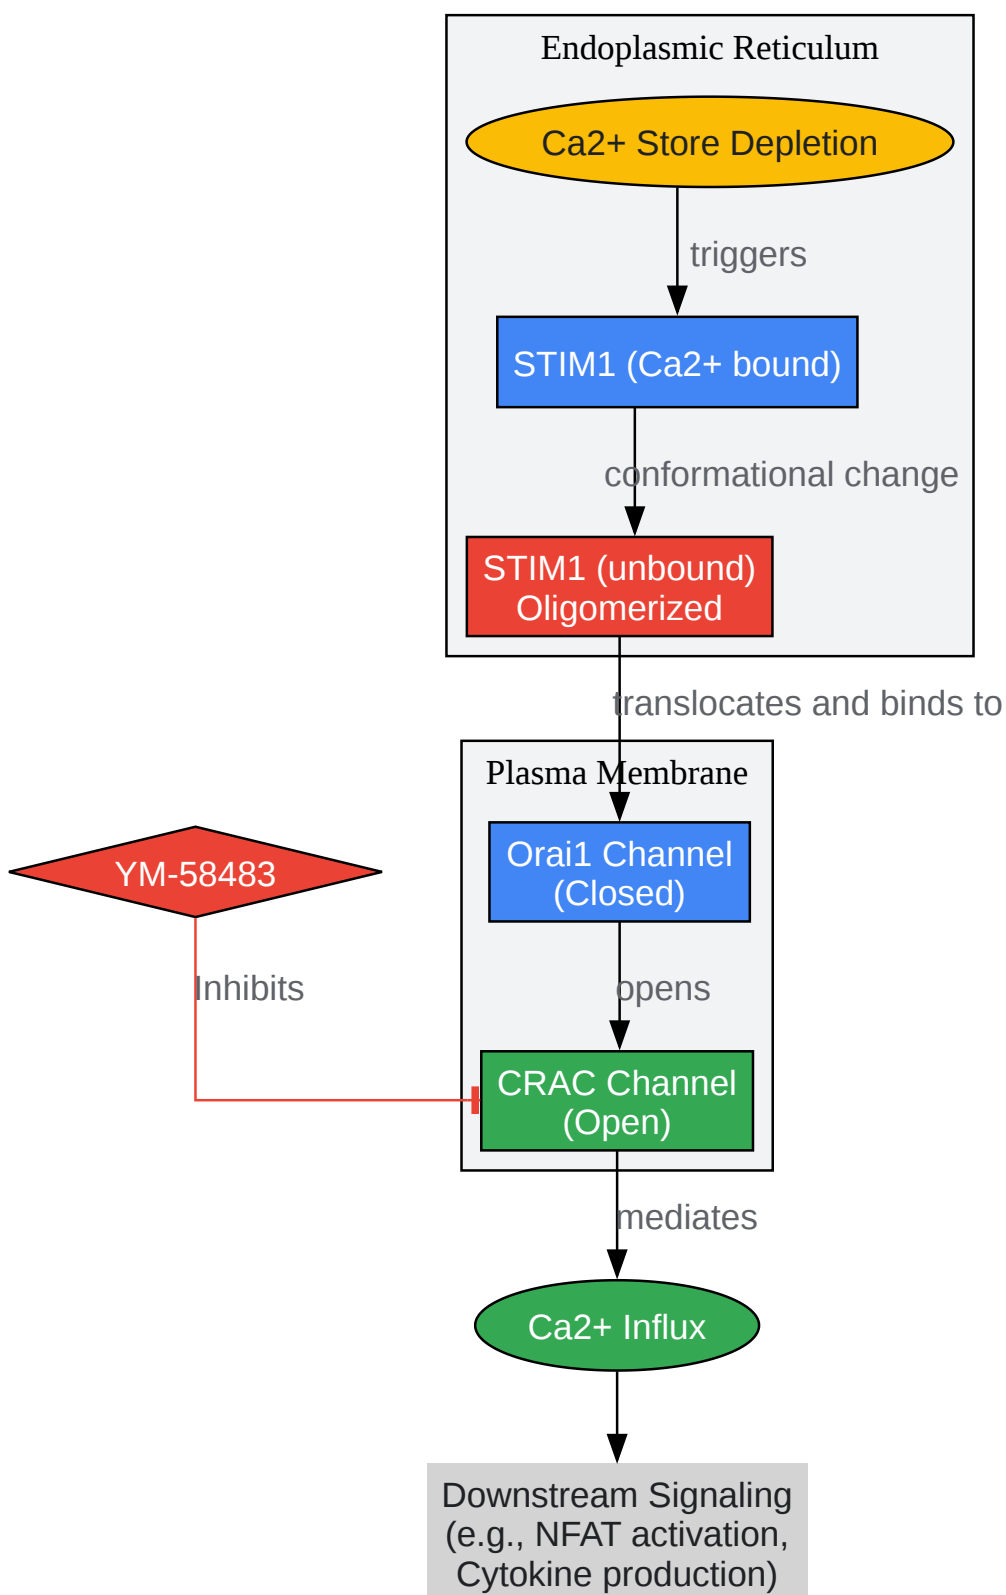 Endoplasmic Reticulum
Ca2+ Store Depletion
triggers
STIM1 (Ca2+ bound)
conformational change
STIM1 (unbound)
Oligomerized
translocates and binds to
Plasma Membrane
Orai1 Channel
(Closed)
YM-58483
Inhibits
opens
CRAC Channel
(Open)
mediates
Ca2+ Influx
Downstream Signaling
(e.g., NFAT activation,
Cytokine production)